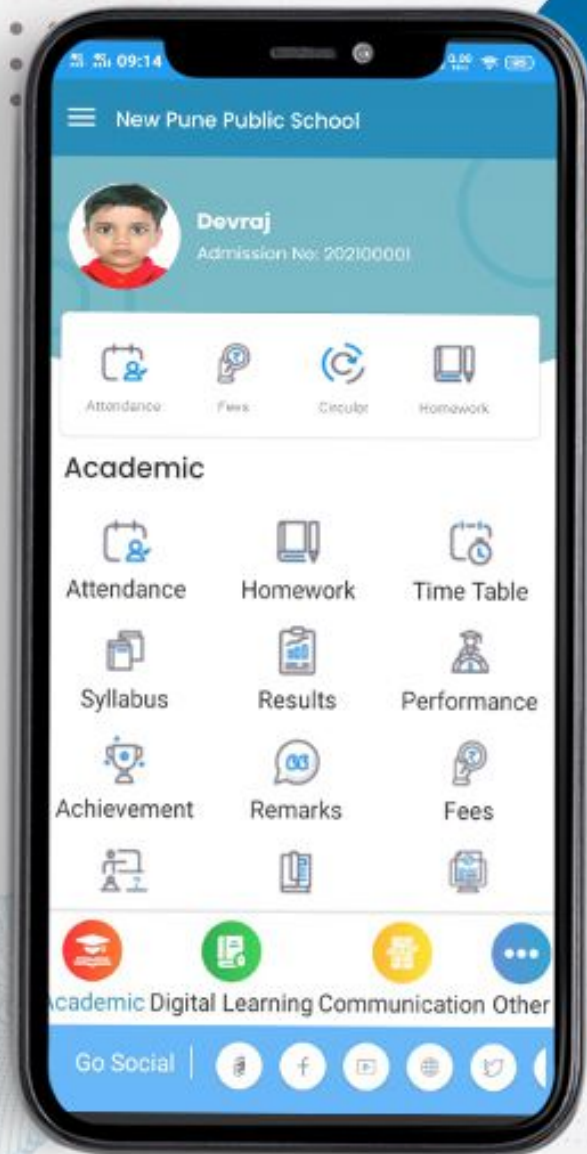 09:14
New Pune Public School
Devraj
Admission No: 202100001
Attendance Fees Circular Homework
Academic
Attendance Homework Time Table
Syllabus Results Performance
Achievement Remarks Fees
Academic Digital Learning Communication Other
Go Social